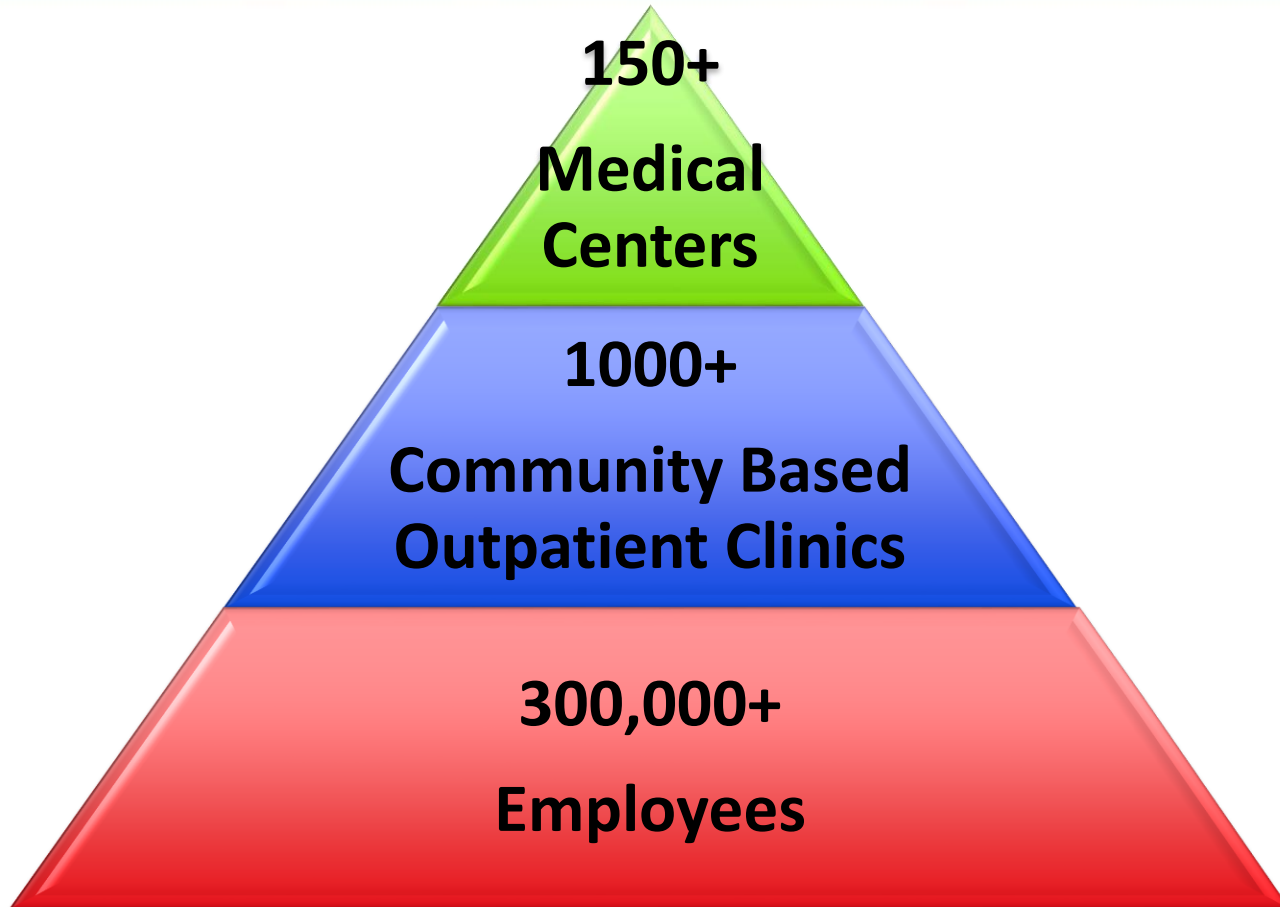 150+
Medical
Centers
1000+
Community Based
Outpatient Clinics
300,000+
Employees